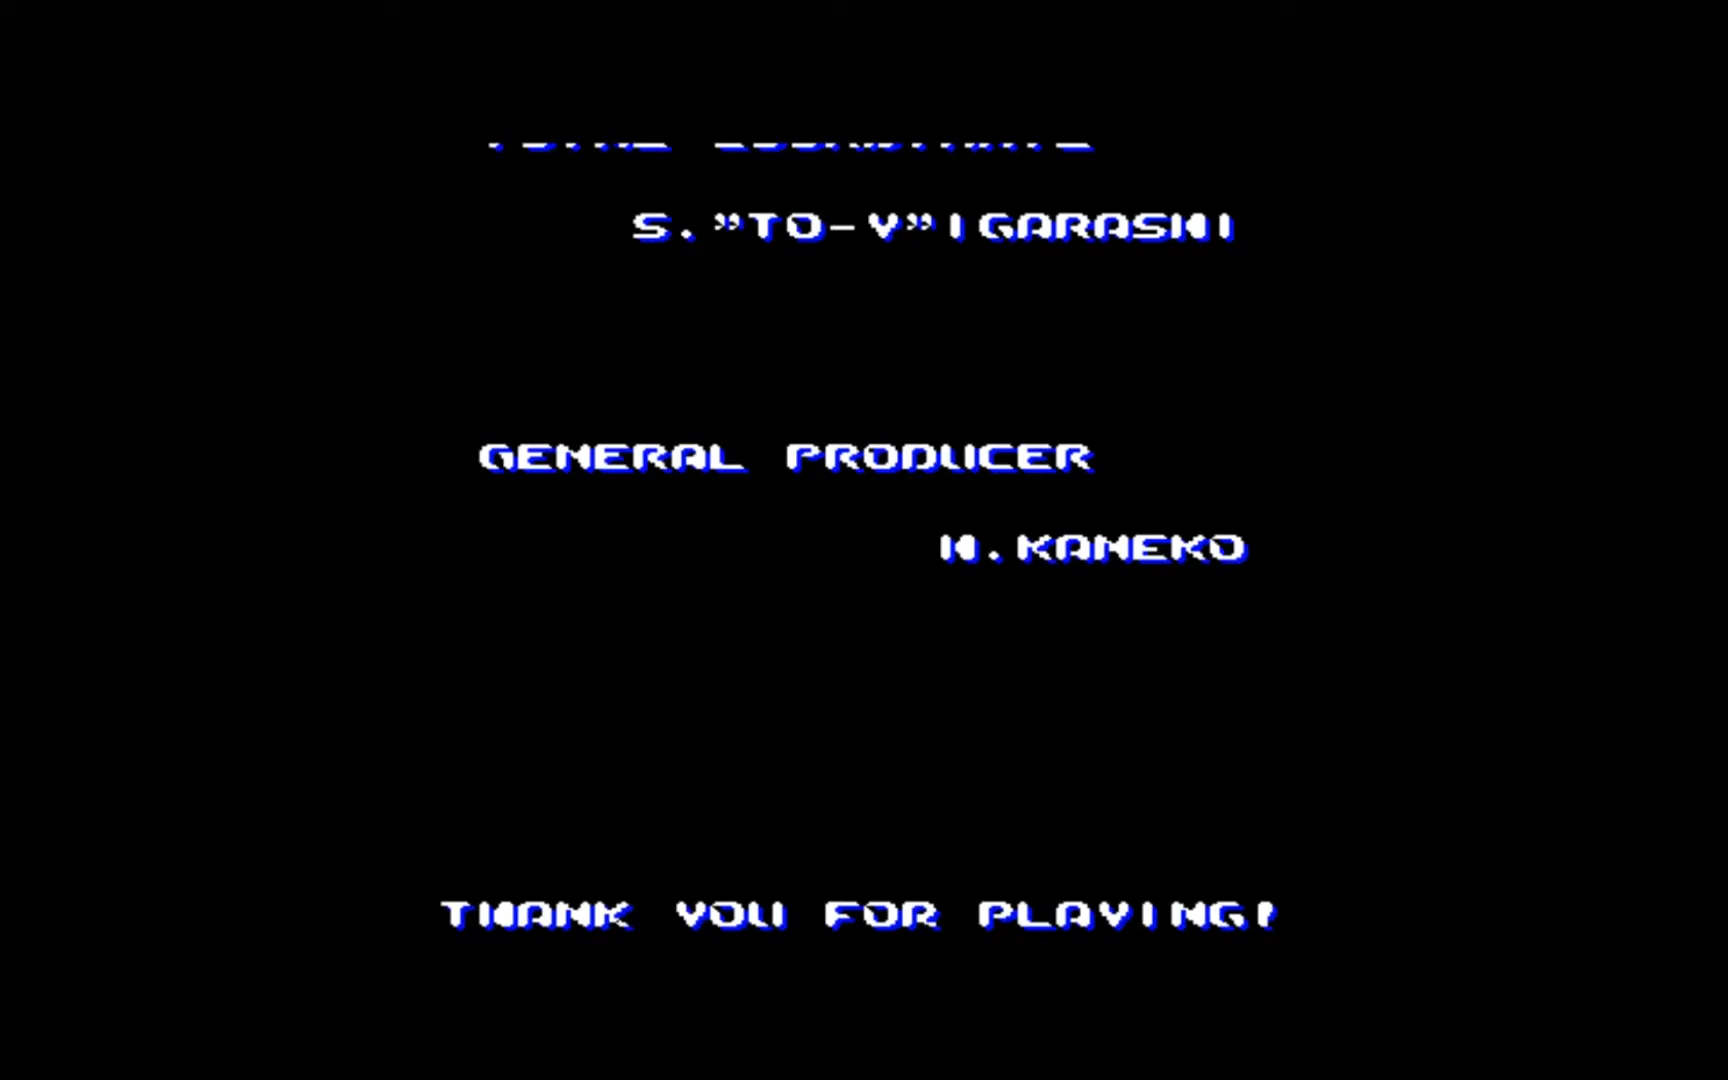 S."TO-Y"IGARASHI
GENERAL PRODUCER
H.KANEKO
THANK YOU FOR PLAYING!